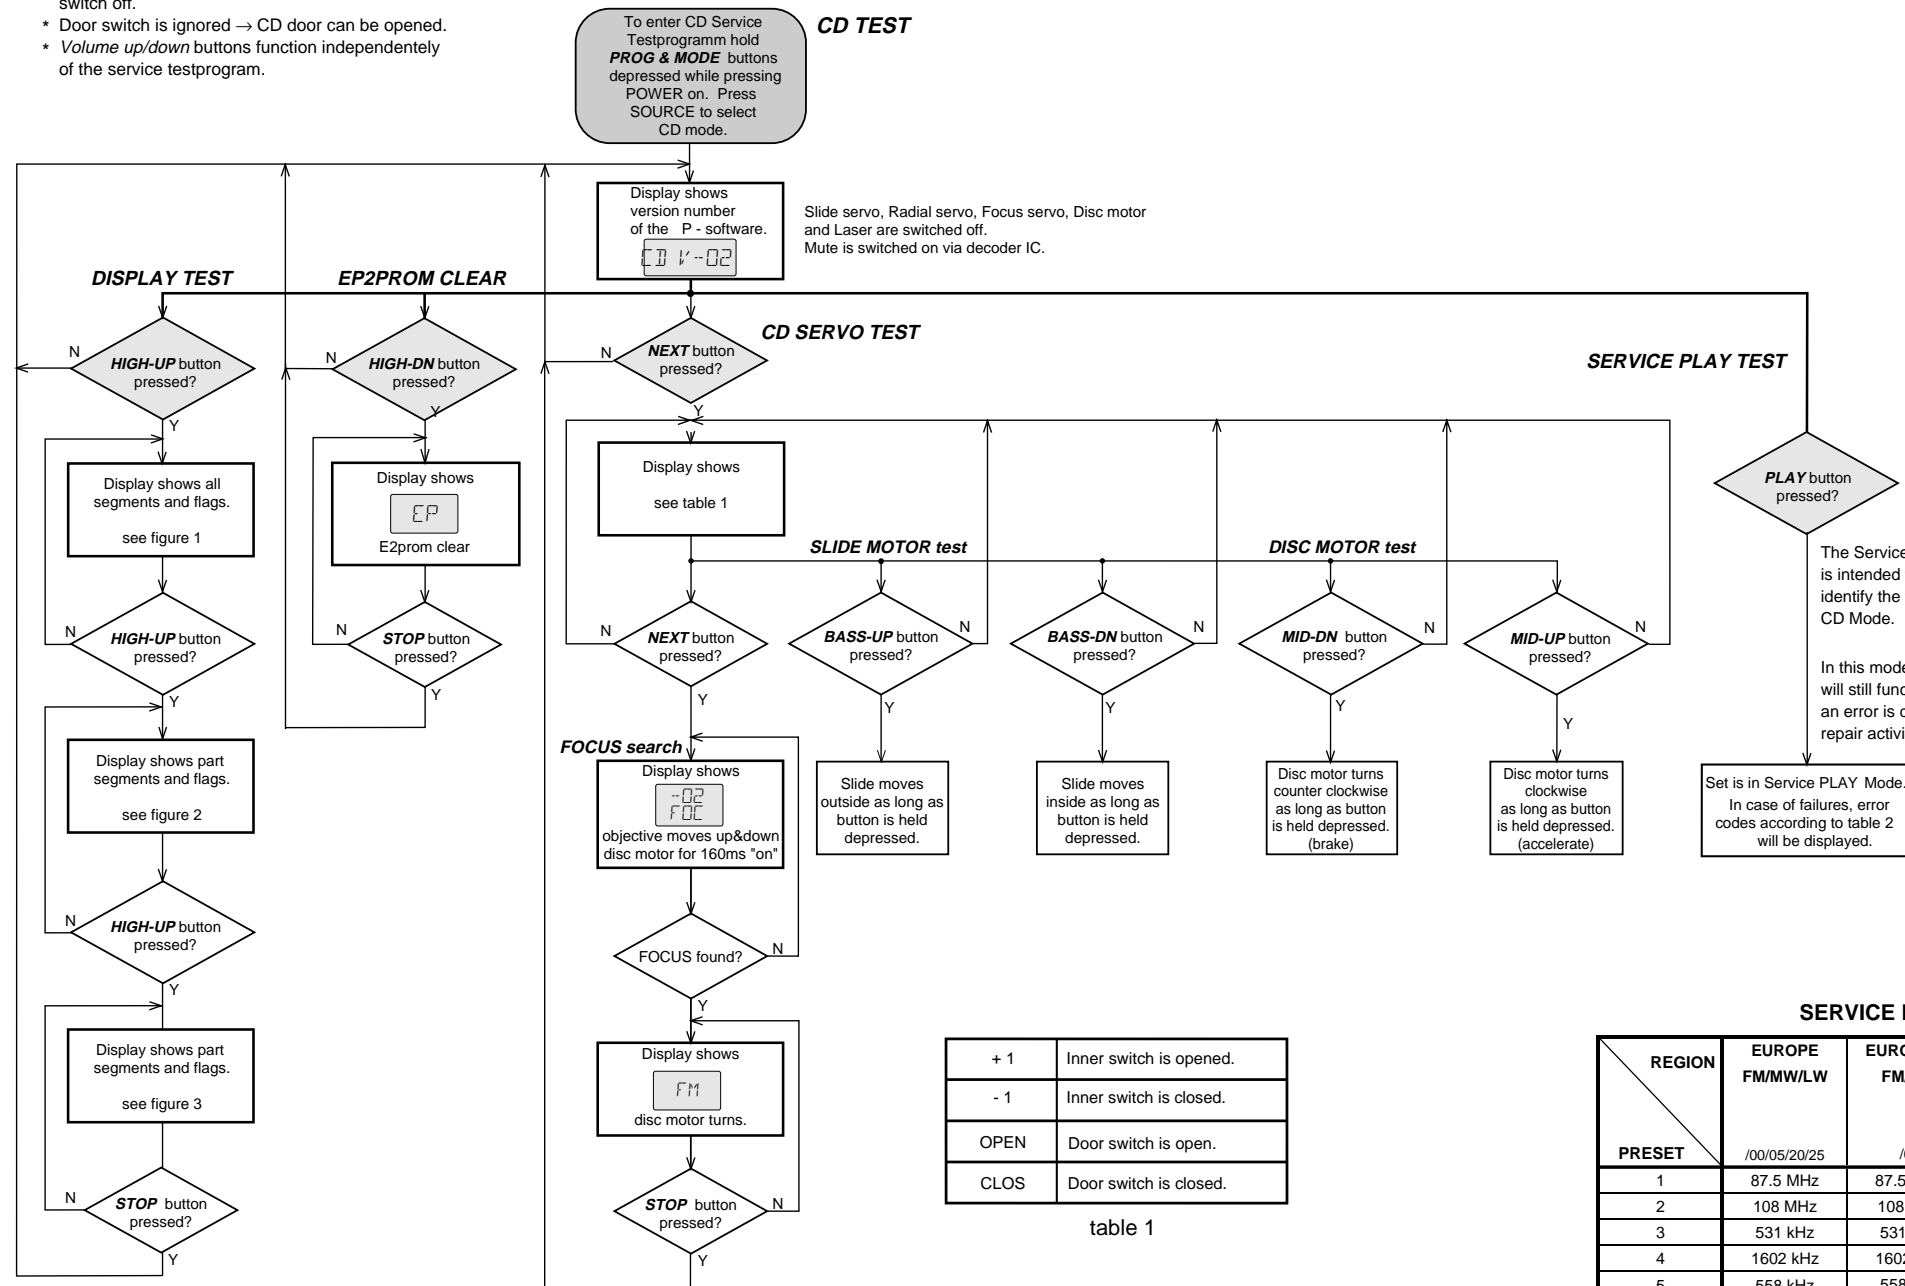 switch off.
* Door switch is ignored → CD door can be opened.
* Volume up/down buttons function independentely
of the service testprogram.
To enter CD Service
Testprogramm hold
PROG & MODE buttons
depressed while pressing
POWER on. Press
SOURCE to select
CD mode.
CD TEST
Display shows
version number
of the P - software.
CD V--02
Slide servo, Radial servo, Focus servo, Disc motor
and Laser are switched off.
Mute is switched on via decoder IC.
DISPLAY TEST
EP2PROM CLEAR
CD SERVO TEST
SERVICE PLAY TEST
N
HIGH-UP button
pressed?
Y
N
HIGH-DN button
pressed?
Y
N
NEXT button
pressed?
Y
PLAY button
pressed?
Display shows all
segments and flags.
see figure 1
Display shows
EP
E2prom clear
Display shows
see table 1
SLIDE MOTOR test
DISC MOTOR test
The Service
is intended
identify the
CD Mode.
In this mode
will still func
an error is
repair activi
N
HIGH-UP button
pressed?
Y
N
STOP button
pressed?
Y
N
NEXT button
pressed?
Y
BASS-UP button
pressed?
N
Y
BASS-DN button
pressed?
N
Y
MID-DN button
pressed?
N
Y
MID-UP button
pressed?
N
Y
Display shows part
segments and flags.
see figure 2
FOCUS search
Display shows
--02
FOC
objective moves up&down
disc motor for 160ms "on"
Slide moves
outside as long as
button is held
depressed.
Slide moves
inside as long as
button is held
depressed.
Disc motor turns
counter clockwise
as long as button
is held depressed.
(brake)
Disc motor turns
clockwise
as long as button
is held depressed.
(accelerate)
Set is in Service PLAY Mode.
In case of failures, error
codes according to table 2
will be displayed.
N
HIGH-UP button
pressed?
Y
FOCUS found?
N
Y
Display shows part
segments and flags.
see figure 3
Display shows
FM
disc motor turns.
N
STOP button
pressed?
Y
STOP button
pressed?
N
Y
+ 1 Inner switch is opened.
- 1 Inner switch is closed.
OPEN Door switch is open.
CLOS Door switch is closed.
table 1
SERVICE
REGION EUROPE EURO
FM/MW/LW FM
PRESET /00/05/20/25
1 87.5 MHz 87.5
2 108 MHz 108
3 531 kHz 531
4 1602 kHz 1602
5 558 kHz 558